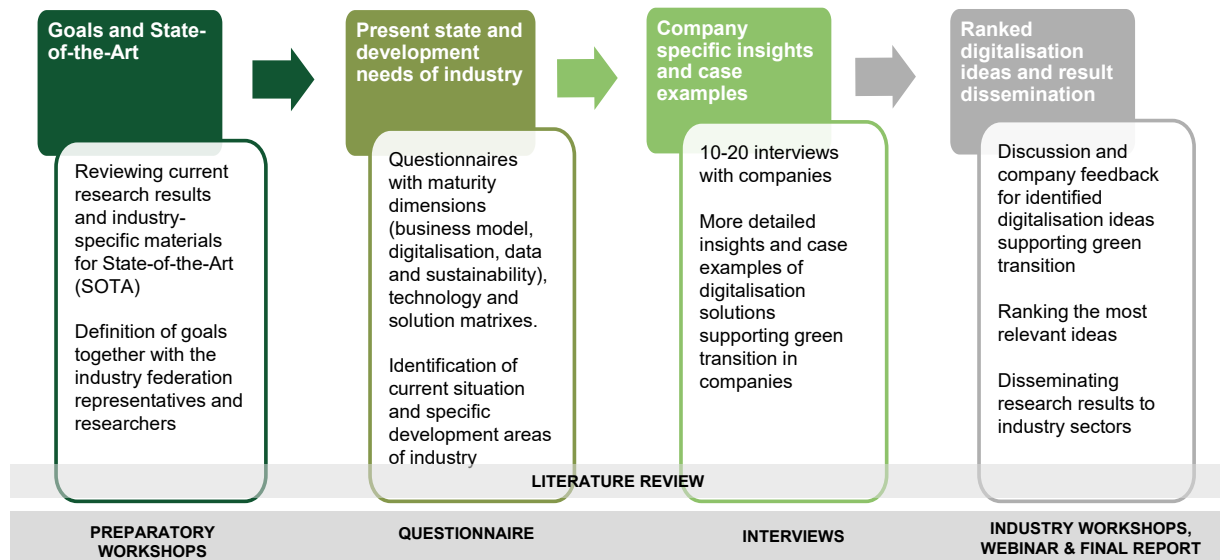 Goals and State-
of-the-Art
Reviewing current
research results
and industry-
specific materials
for State-of-the-Art
(SOTA)
Definition of goals
together with the
industry federation
representatives and
researchers
Present state and
development
needs of industry
Questionnaires
with maturity
dimensions
(business model,
digitalisation, data
and sustainability),
technology and
solution matrixes.
Identification of
current situation
and specific
development areas
of industry
Company
specific insights
and case
examples
10-20 interviews
with companies
More detailed
insights and case
examples of
digitalisation
solutions
supporting green
transition in
companies
Ranked
digitalisation
ideas and result
dissemination
Discussion and
company feedback
for identified
digitalisation ideas
supporting green
transition
Ranking the most
relevant ideas
Disseminating
research results to
industry sectors
LITERATURE REVIEW
PREPARATORY
WORKSHOPS
QUESTIONNAIRE
INTERVIEWS
INDUSTRY WORKSHOPS,
WEBINAR & FINAL REPORT